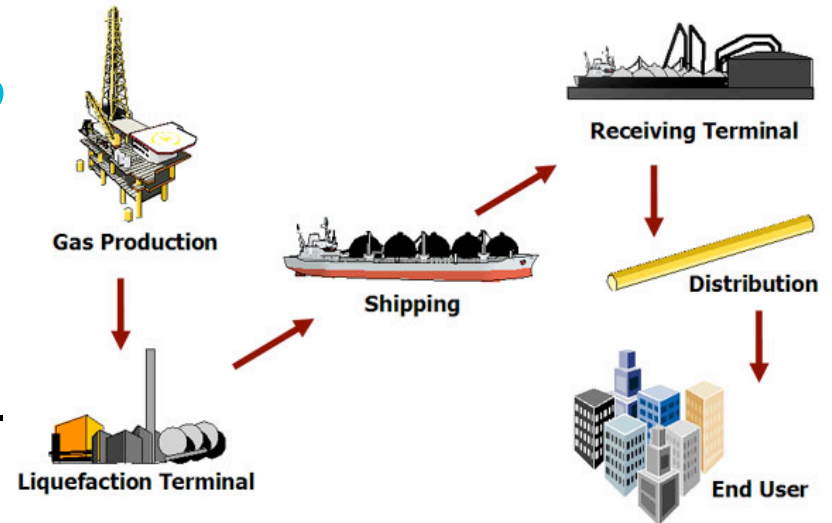 Gas Production
Liquefaction Terminal
Shipping
Receiving Terminal
Distribution
End User